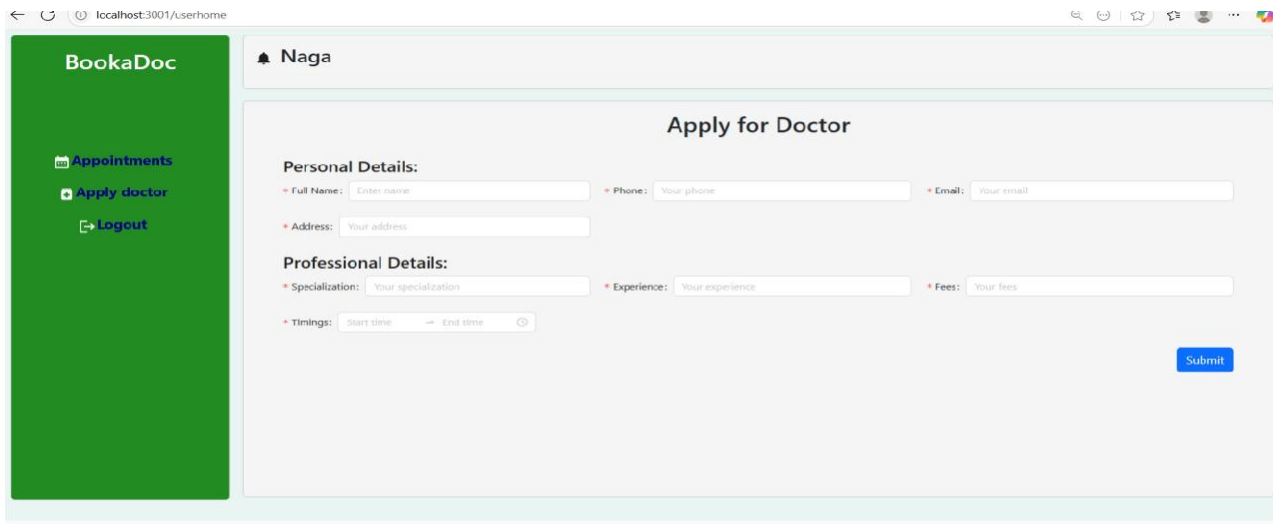 localhost:3001/userhome
BookaDoc
Naga
Appointments
Apply doctor
Logout
Apply for Doctor
Personal Details:
* Full Name: Enter name * Phone: Your phone * Email: Your email
* Address: Your address
Professional Details:
* Specialization: Your specialization * Experience: Your experience * Fees: Your fees
* Timings: Start time → End time
Submit